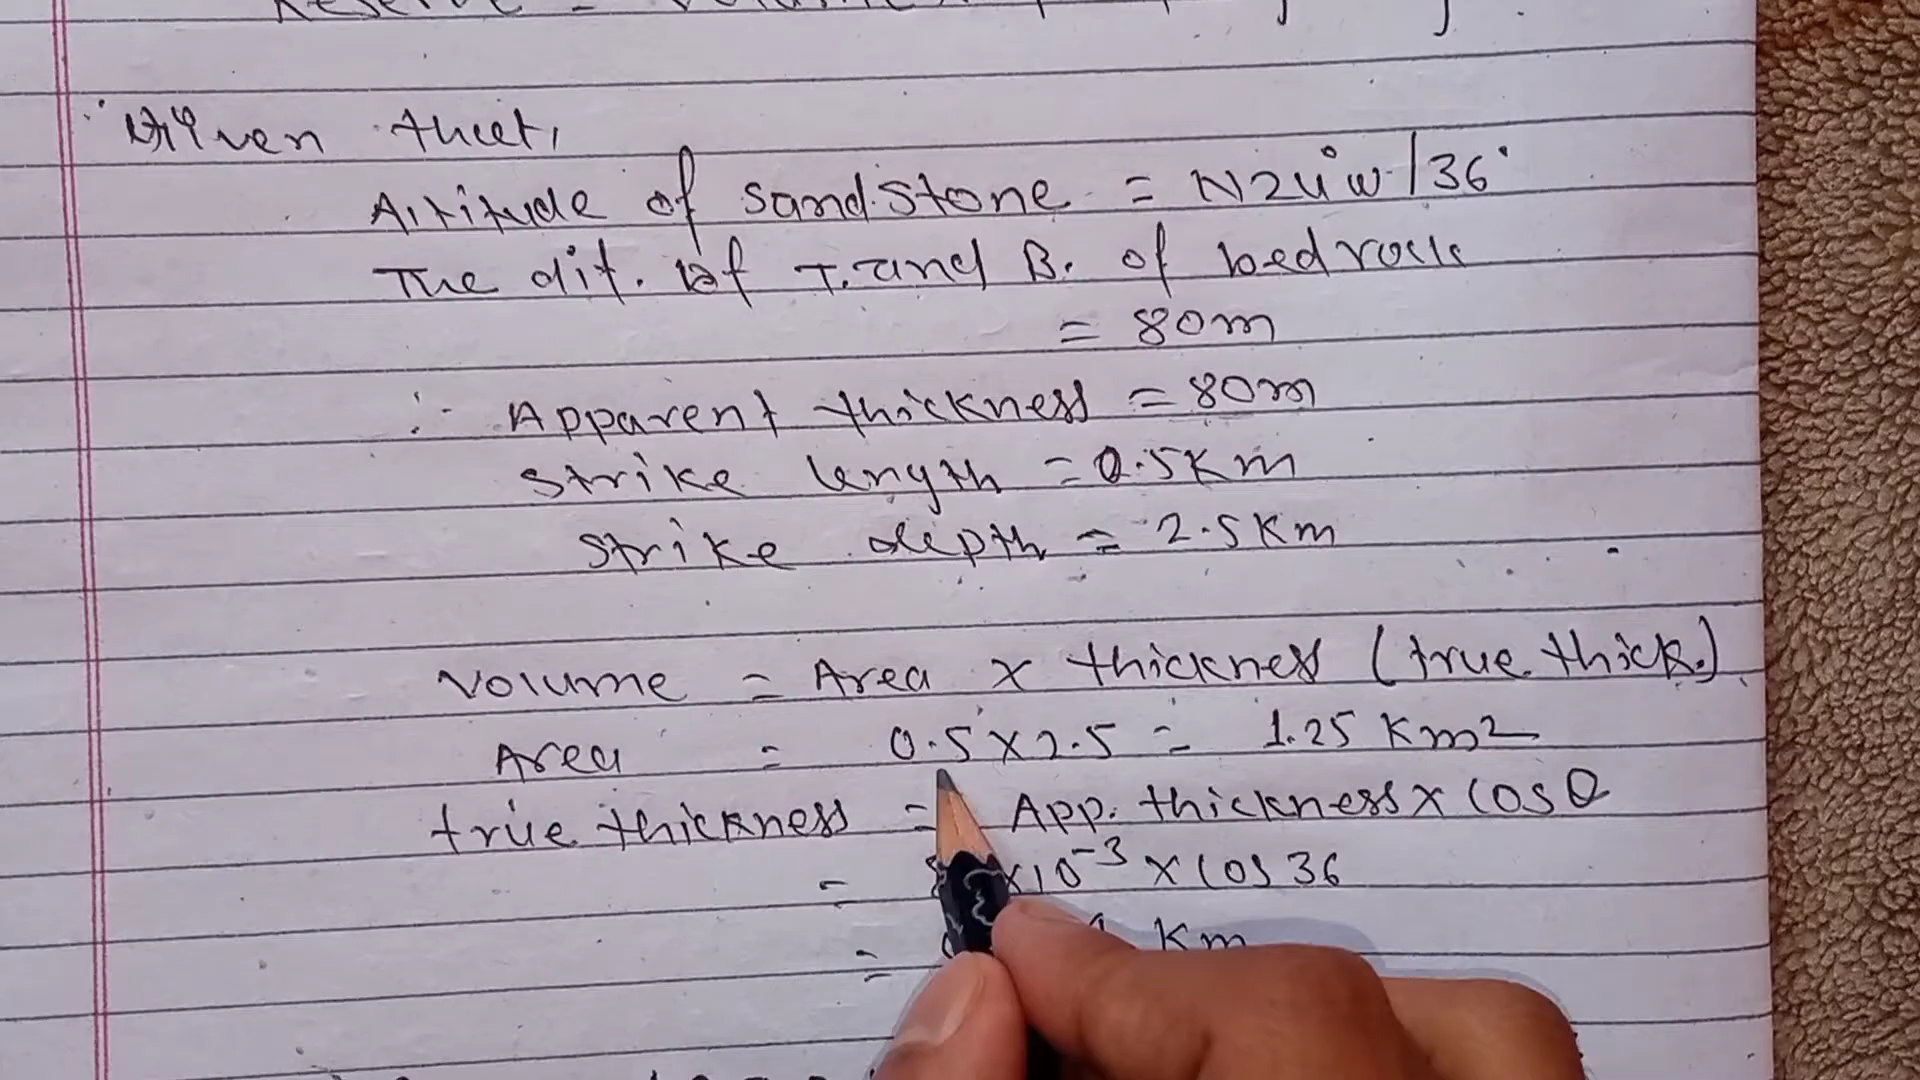 Given that,
Attitude of sandstone = N24°W/36°
The dif. of T. and B. of bedrock
= 80m
∴ Apparent thickness = 80m
Strike length = 0.5Km
Strike depth = 2.5Km
Volume = Area x thickness (true thick.)
Area = 0.5x2.5 = 1.25 Km2
true thickness = App. thickness x Cosθ
= x10-3 x Cos 36
= Km